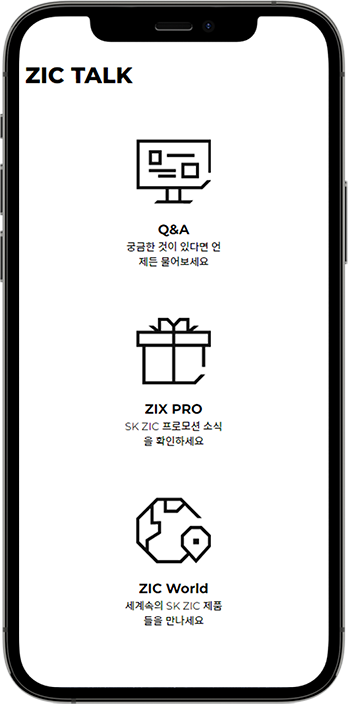 ZIC TALK
Q&A
궁금한 것이 있다면 언
제든 물어보세요
ZIX PRO
SK ZIC 프로모션 소식
을 확인하세요
ZIC World
세계속의 SK ZIC 제품
들을 만나세요